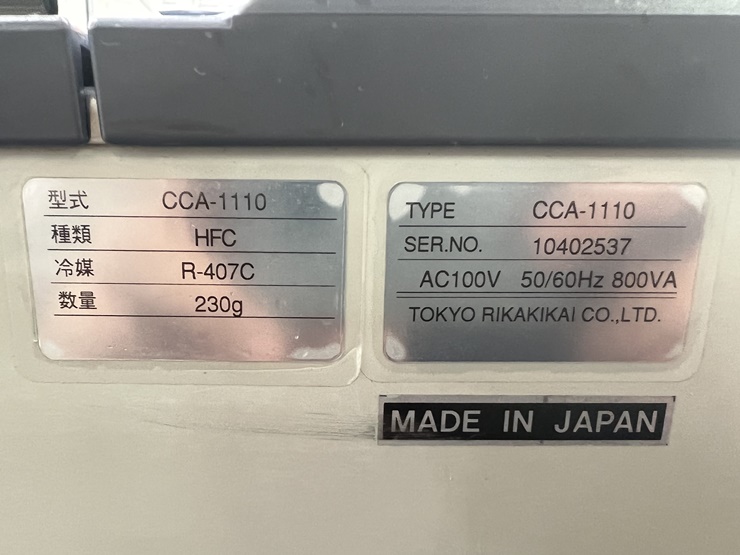 型式 CCA-1110
種類 HFC
冷媒 R-407C
数量 230g
TYPE CCA-1110
SER.NO. 10402537
AC100V 50/60Hz 800VA
TOKYO RIKAKIKAI CO.,LTD.
MADE IN JAPAN